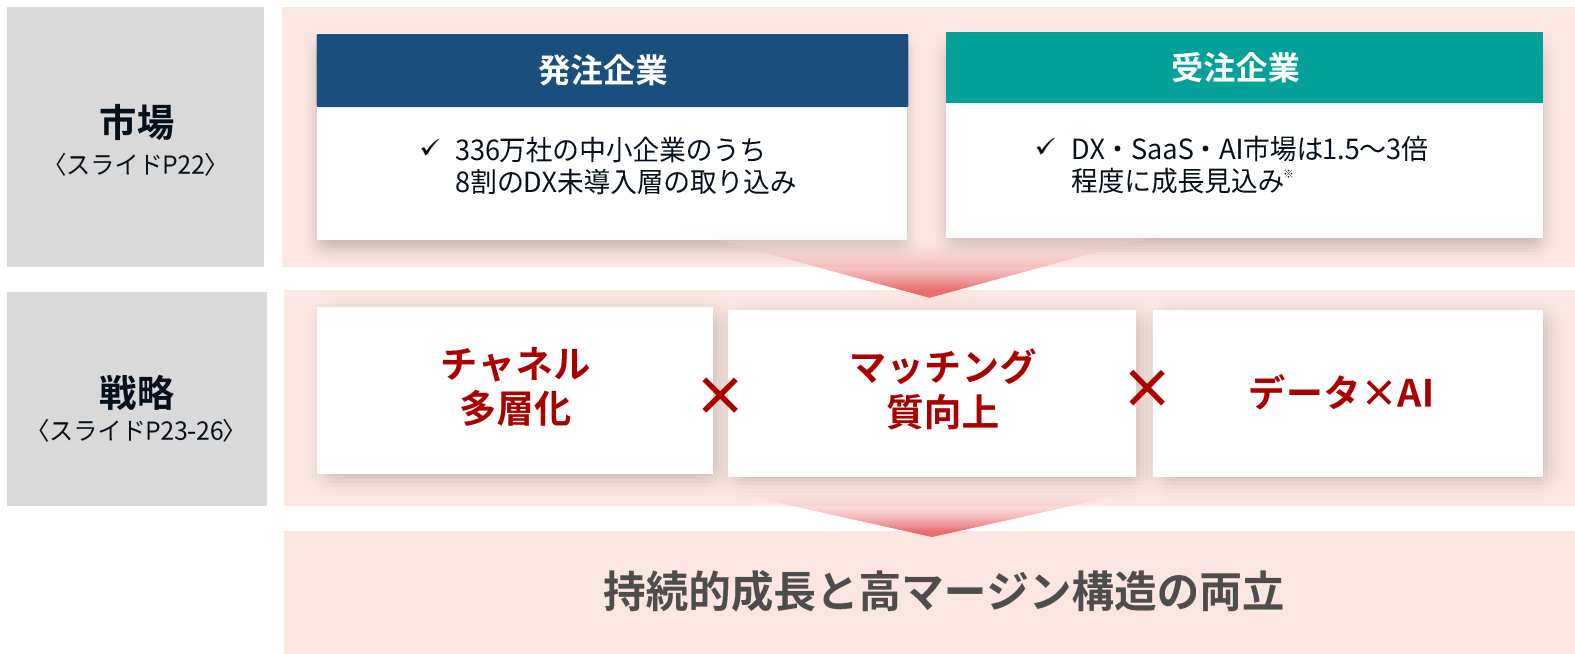 市場
〈スライドP22〉
発注企業
✓ 336万社の中小企業のうち
8割のDX未導入層の取り込み
受注企業
✓ DX・SaaS・AI市場は1.5〜3倍
程度に成長見込み※
戦略
〈スライドP23-26〉
チャネル
多層化
×
マッチング
質向上
×
データ×AI
持続的成長と高マージン構造の両立